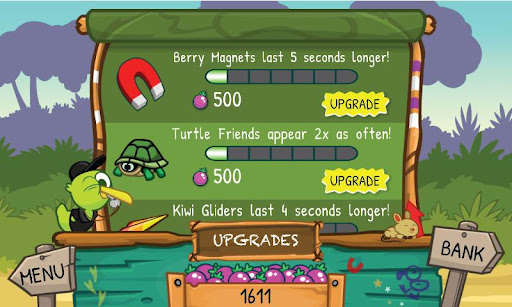 Berry Magnets last 5 seconds longer!
500
UPGRADE
Turtle Friends appear 2x as often!
500
UPGRADE
Kiwi Gliders last 4 seconds longer!
UPGRADES
MENU
BANK
1611